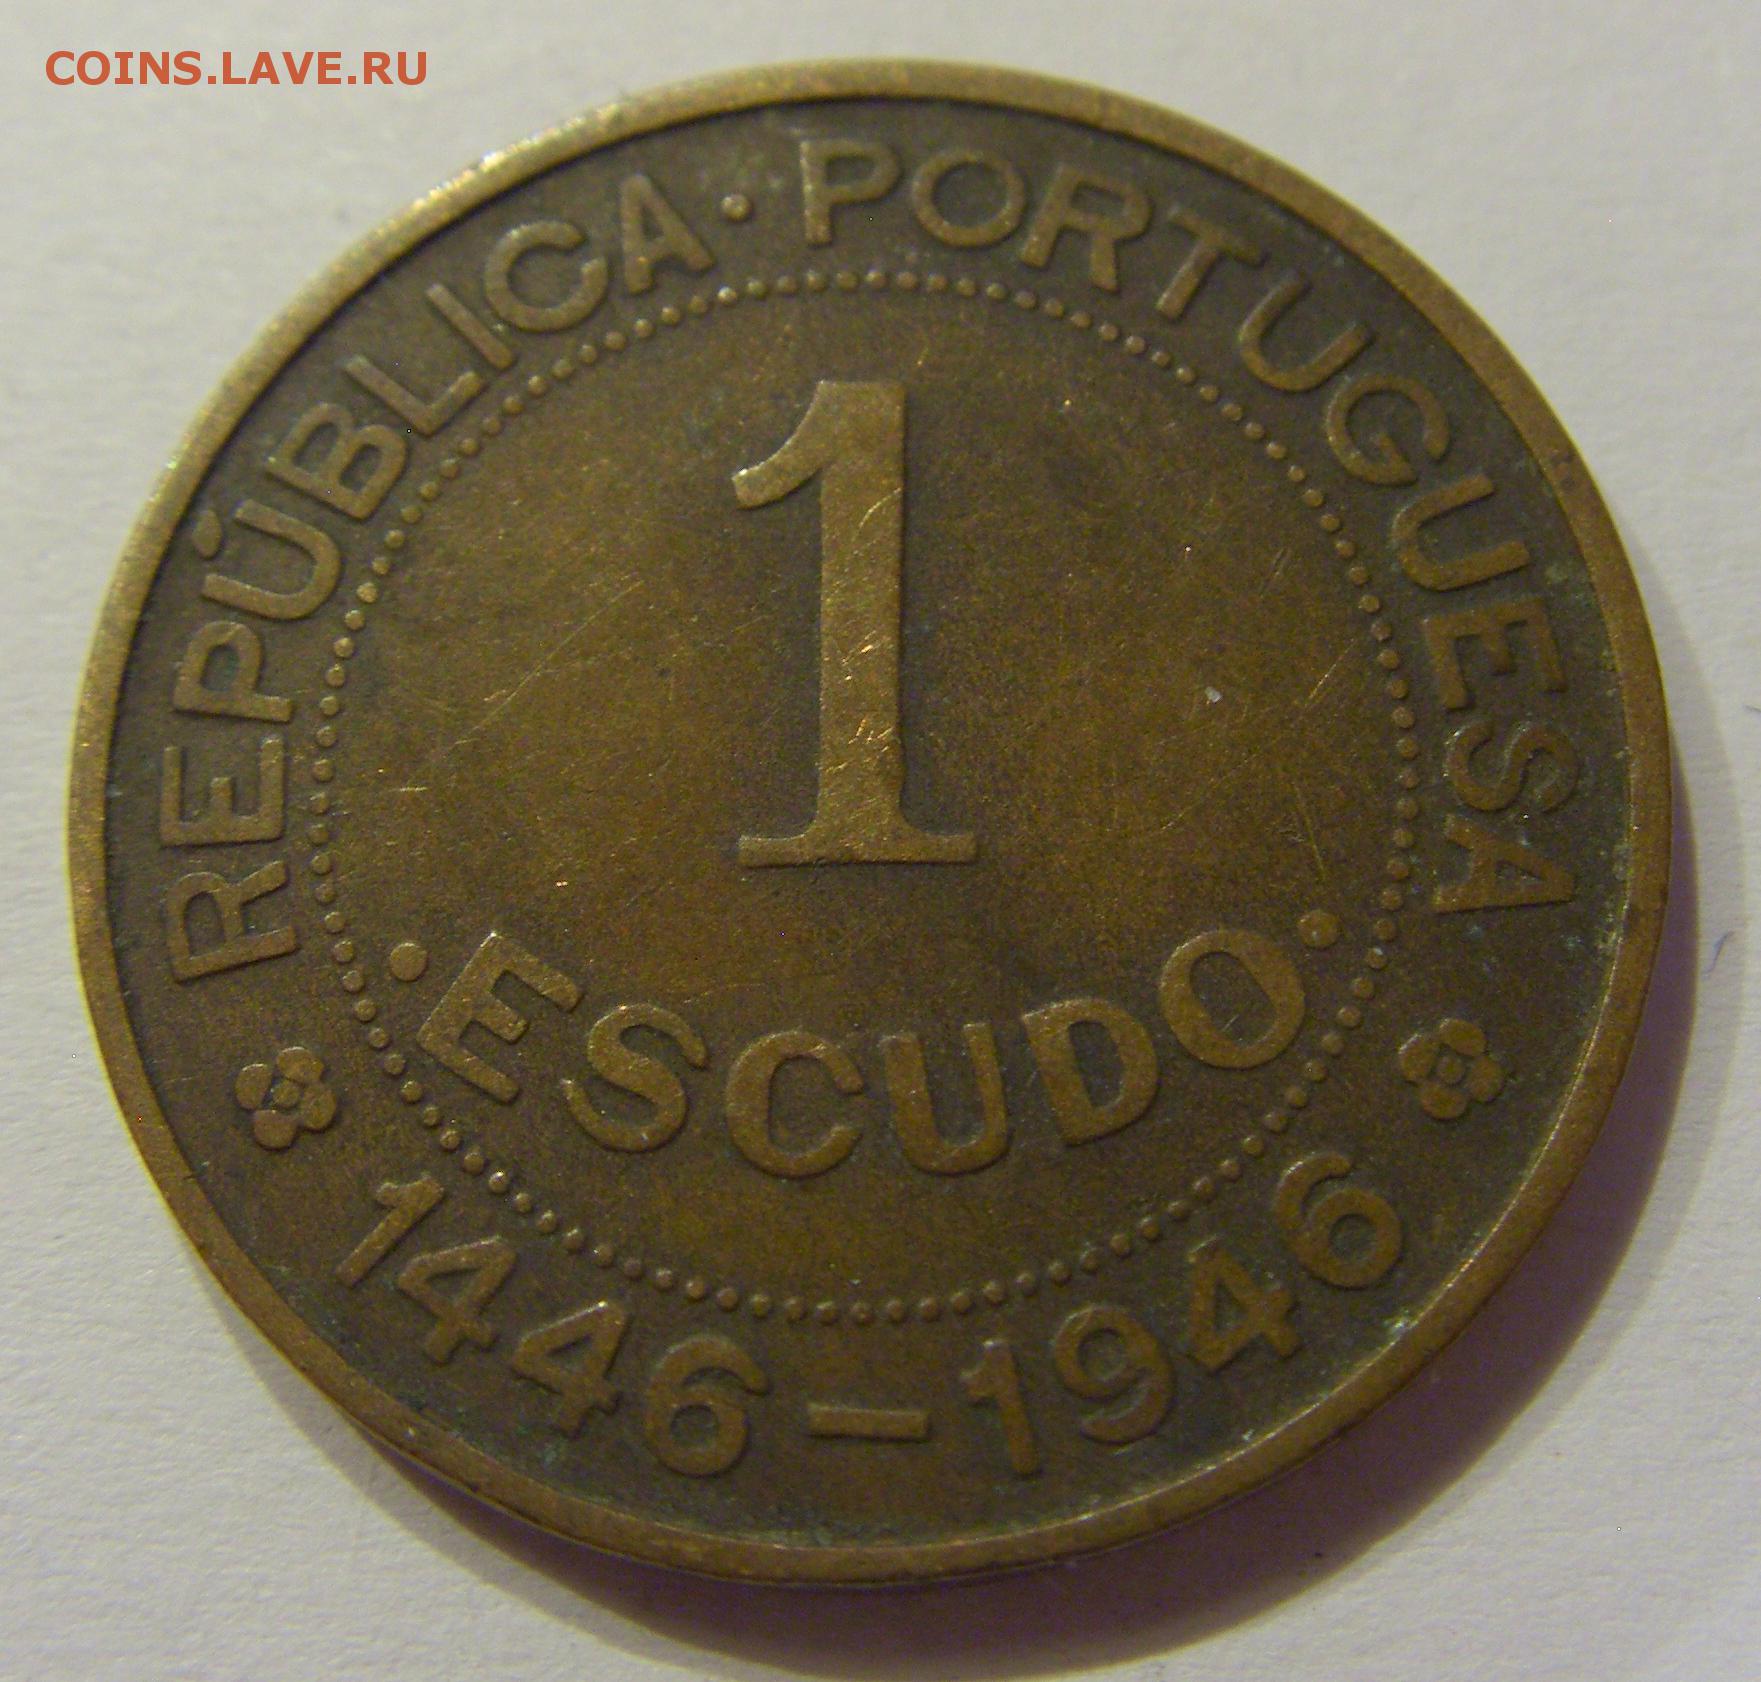 COINS.LAVE.RU
REPÚBLICA · PORTUGUESA
1
· ESCUDO ·
1446 – 1946